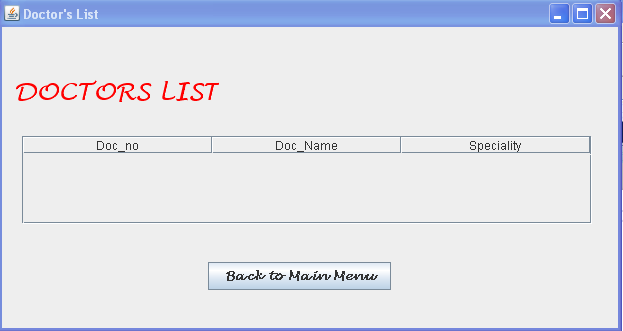 Doctor's List
DOCTORS LIST
Doc_no Doc_Name Speciality
Back to Main Menu